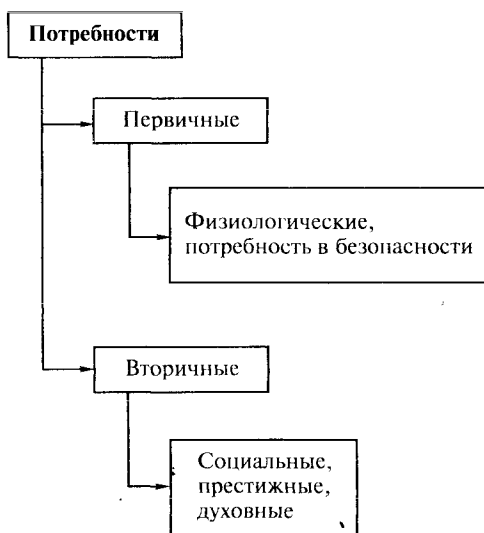 Потребности
Первичные
Физиологические,
потребность в безопасности
Вторичные
Социальные,
престижные,
духовные